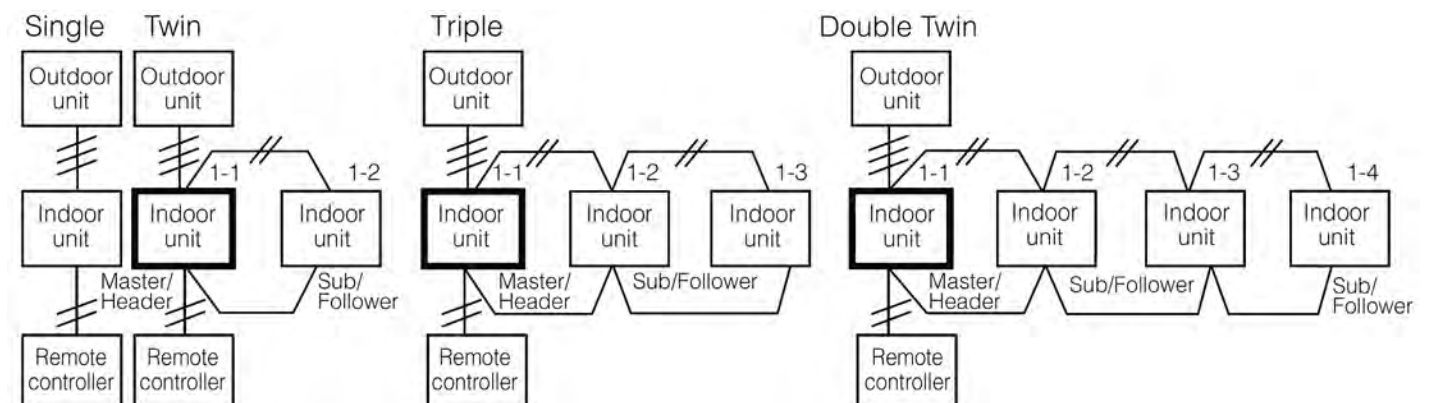 Single Twin Triple Double Twin
Outdoor Outdoor Outdoor Outdoor
unit unit unit unit
1-1 1-2 1-1 1-2 1-3 1-1 1-2 1-3 1-4
Indoor Indoor Indoor Indoor Indoor Indoor Indoor Indoor Indoor Indoor
unit unit unit unit unit unit unit unit unit unit
Master/ Sub/ Master/ Sub/Follower Master/ Sub/Follower Sub/
Header Follower Header Header Follower
Remote Remote Remote Remote
controller controller controller controller